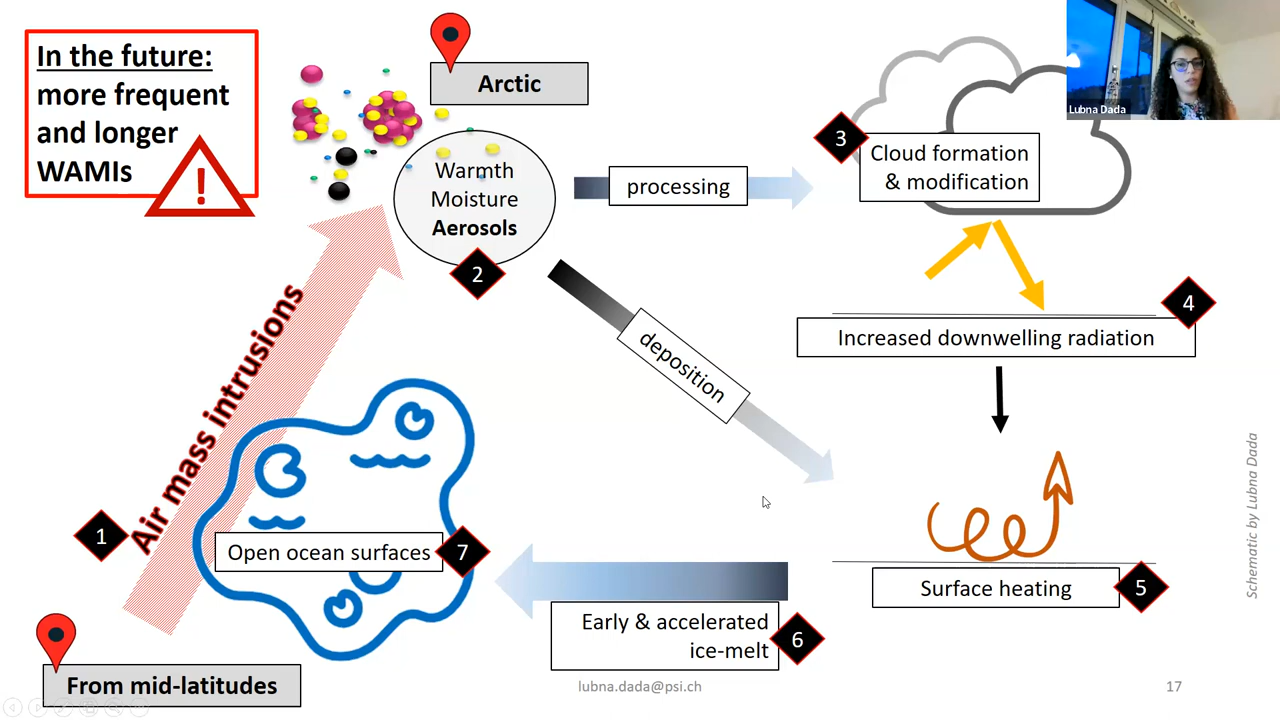 In the future:
more frequent
and longer
WAMIs
!
Arctic
Warmth
Moisture
Aerosols
2
processing
3
Cloud formation
& modification
Lubna Dada
4
Increased downwelling radiation
deposition
Air mass intrusions
1
Open ocean surfaces
7
Surface heating
5
Early & accelerated
ice-melt
6
From mid-latitudes
lubna.dada@psi.ch
17
Schematic by Lubna Dada